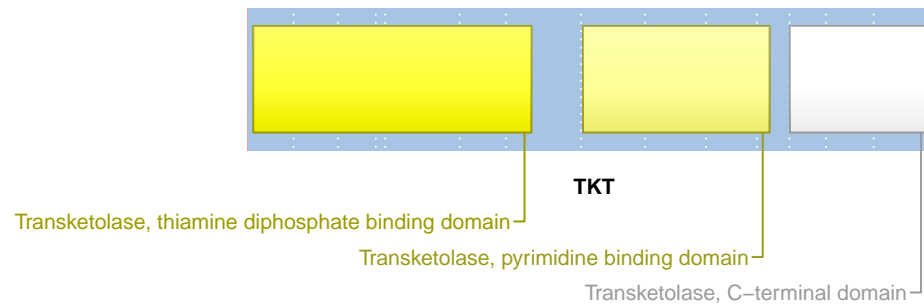 TKT
Transketolase, thiamine diphosphate binding domain
Transketolase, pyrimidine binding domain
Transketolase, C−terminal domain